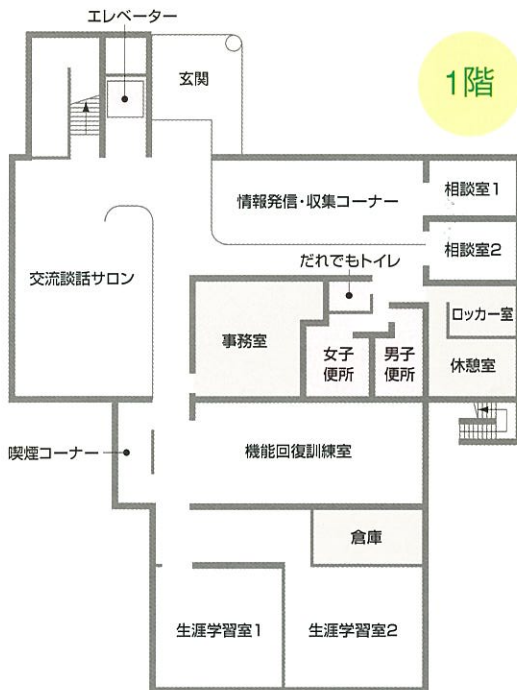 エレベーター
玄関
1階
情報発信・収集コーナー
相談室1
相談室2
交流談話サロン
だれでもトイレ
ロッカー室
事務室
女子
便所
男子
便所
休憩室
喫煙コーナー
機能回復訓練室
倉庫
生涯学習室1
生涯学習室2